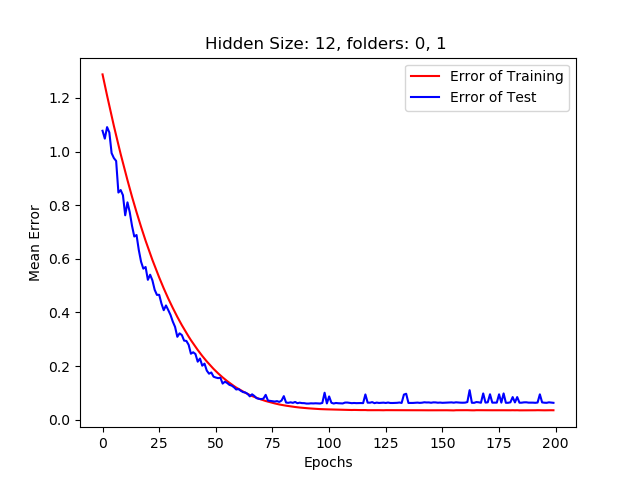 Hidden Size: 12, folders: 0, 1
Error of Training
Error of Test
Mean Error
1.2
1.0
0.8
0.6
0.4
0.2
0.0
0 25 50 75 100 125 150 175 200
Epochs